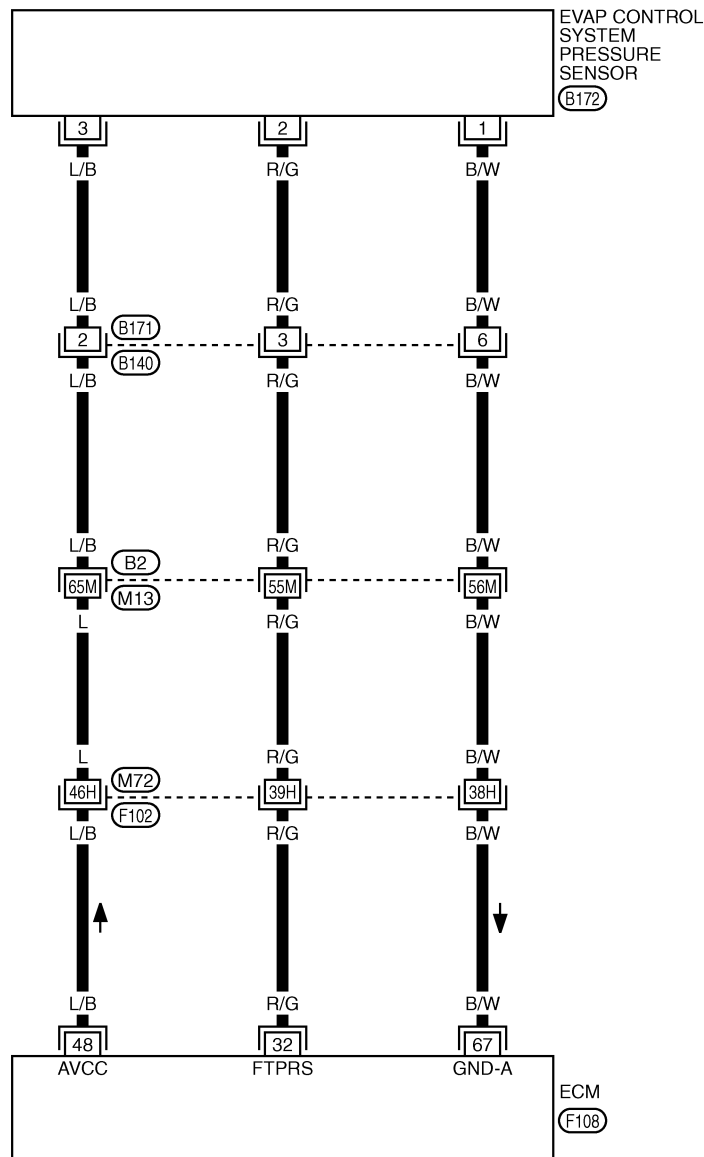 EVAP CONTROL
SYSTEM
PRESSURE
SENSOR
B172
3 2 1
L/B R/G B/W
L/B R/G B/W
B171
2 3 6
B140
L/B R/G B/W
L/B R/G B/W
B2
65M 55M 56M
M13
L R/G B/W
L R/G B/W
M72
46H 39H 38H
F102
L/B R/G B/W
L/B R/G B/W
48 32 67
AVCC FTPRS GND-A
ECM
F108